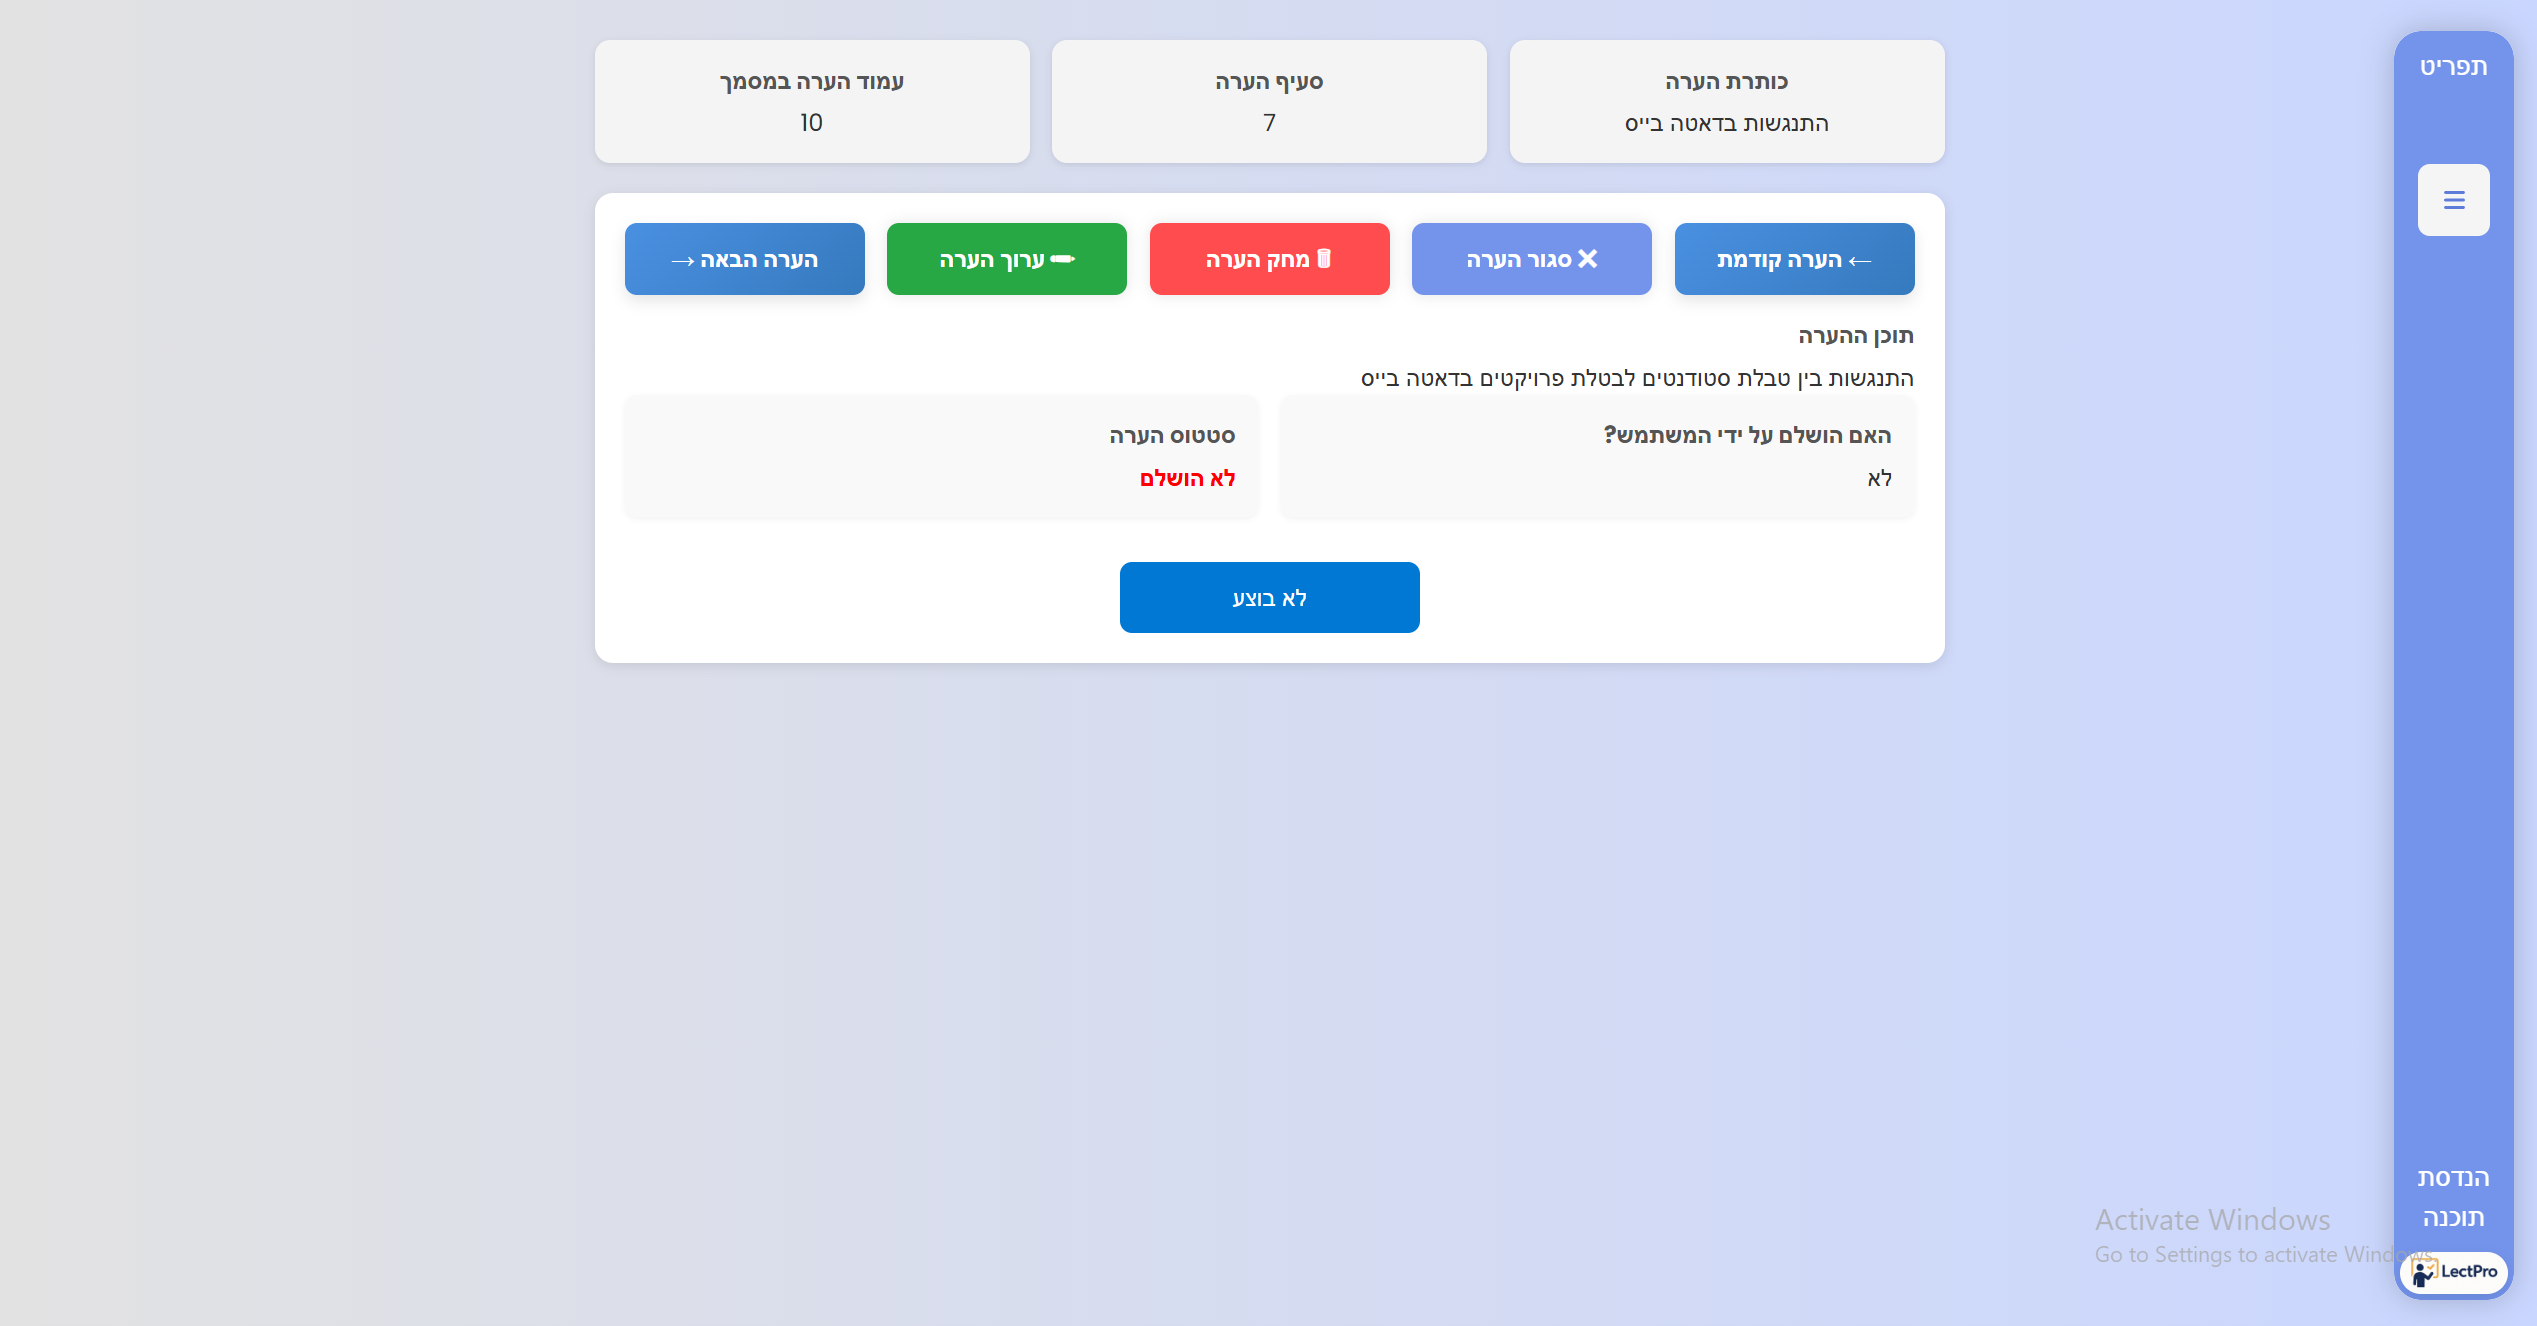 תפריט
כותרת הערה
התנגשות בדאטה בייס
סעיף הערה
7
עמוד הערה במסמך
10
← הערה קודמת
סגור הערה
מחק הערה
ערוך הערה
הערה הבאה →
תוכן ההערה
התנגשות בין טבלת סטודנטים לבטלת פרויקטים בדאטה בייס
האם הושלם על ידי המשתמש?
לא
סטטוס הערה
לא הושלם
לא בוצע
הנדסת
תוכנה
Activate Windows
Go to Settings to activate Windows.
LectPro